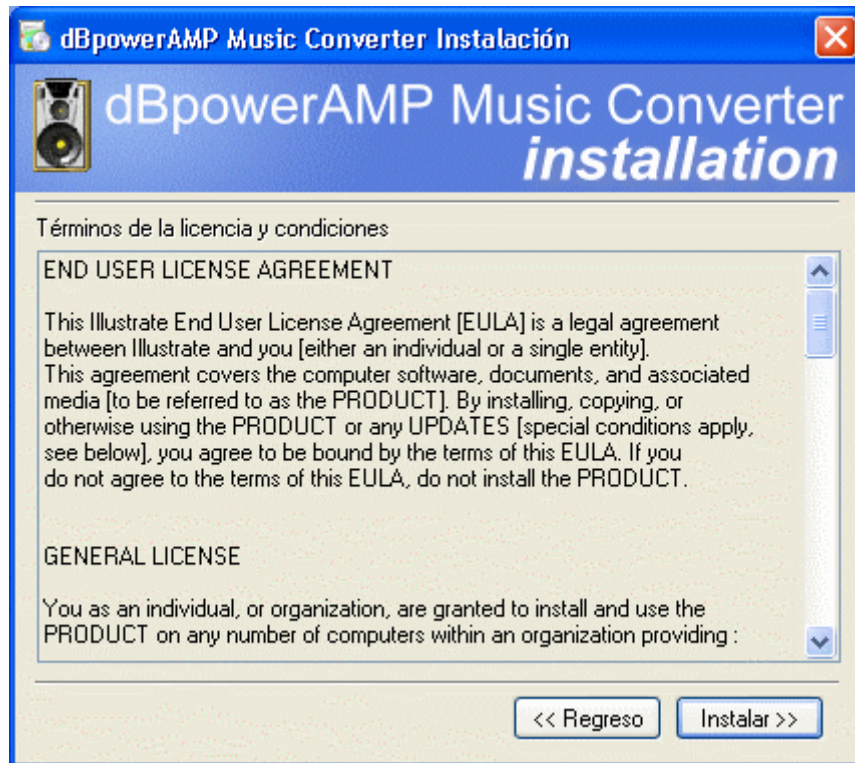 dBpowerAMP Music Converter Instalación
dBpowerAMP Music Converter
installation
Términos de la licencia y condiciones
END USER LICENSE AGREEMENT
This Illustrate End User License Agreement [EULA] is a legal agreement
between Illustrate and you [either an individual or a single entity].
This agreement covers the computer software, documents, and associated
media [to be referred to as the PRODUCT]. By installing, copying, or
otherwise using the PRODUCT or any UPDATES [special conditions apply,
see below], you agree to be bound by the terms of this EULA. If you
do not agree to the terms of this EULA, do not install the PRODUCT.
GENERAL LICENSE
You as an individual, or organization, are granted to install and use the
PRODUCT on any number of computers within an organization providing :
<< Regreso Instalar >>